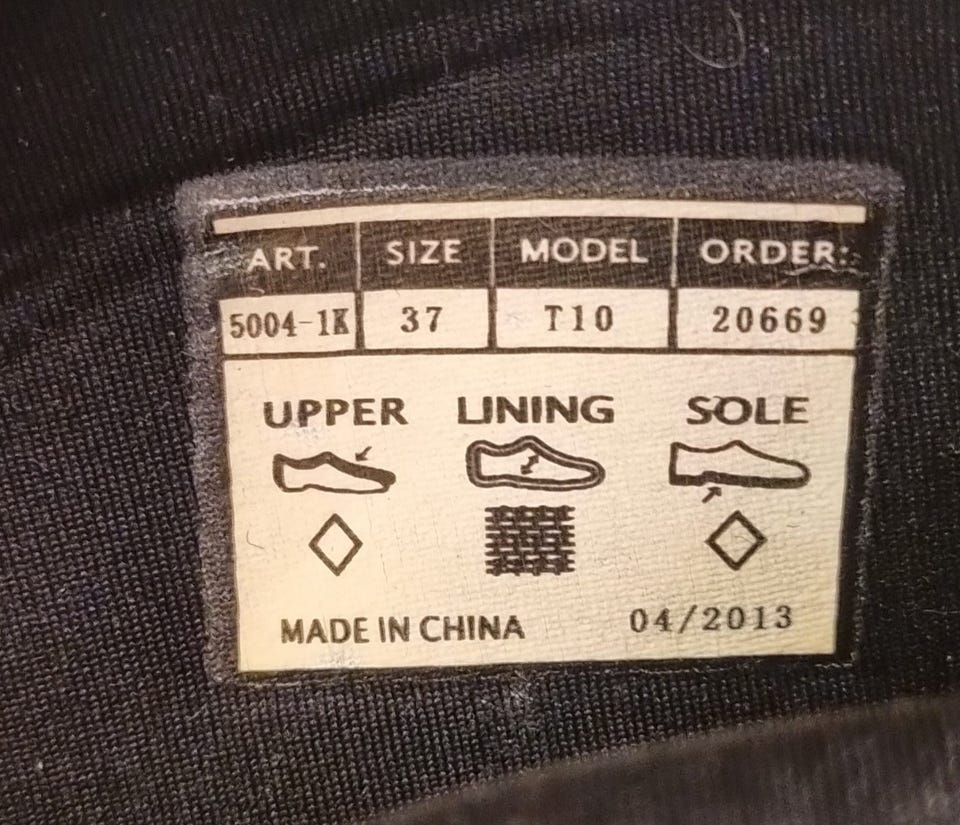 ART. SIZE MODEL ORDER:
5004-1K 37 T10 20669
UPPER LINING SOLE
MADE IN CHINA 04/2013